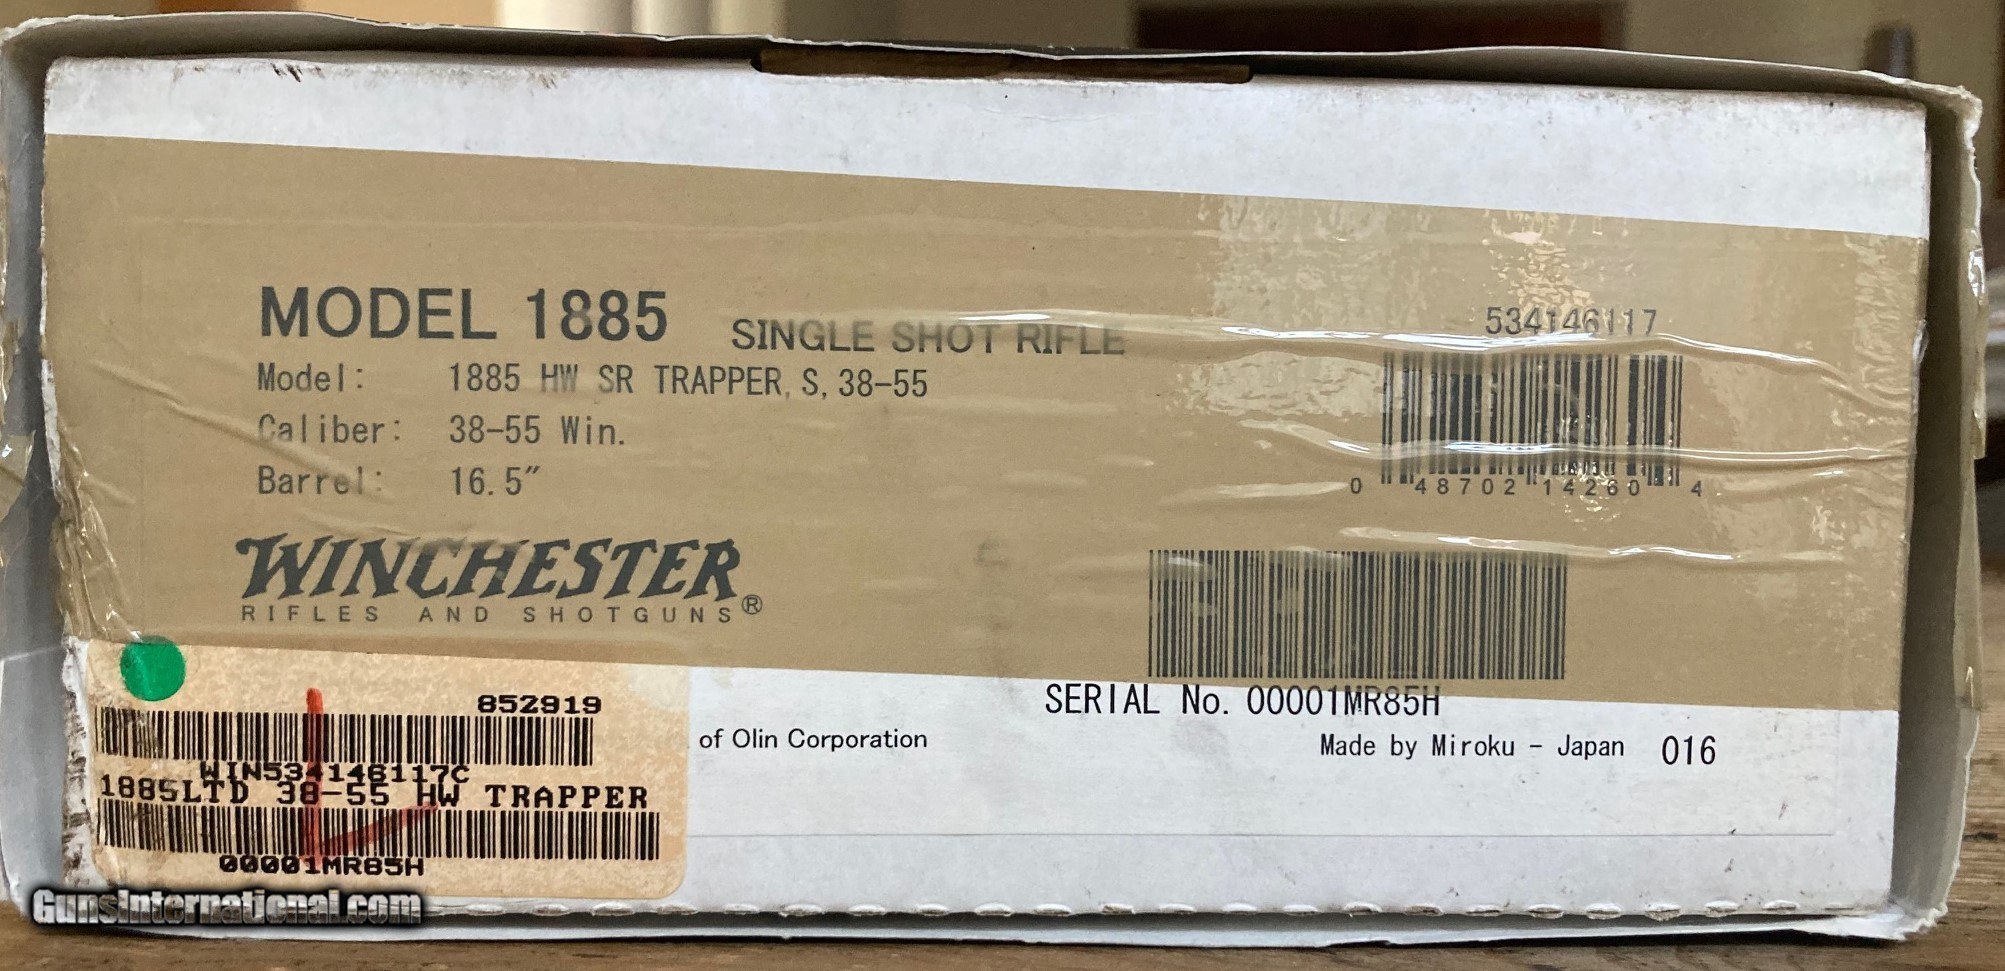 MODEL 1885 SINGLE SHOT RIFLE
Model: 1885 HW SR TRAPPER, S, 38-55
Caliber: 38-55 Win.
Barrel: 16.5"
WINCHESTER
RIFLES AND SHOTGUNS®
534146117
0 48702 14260 4
SERIAL No. 00001MR85H
of Olin Corporation
Made by Miroku - Japan 016
852919
WIN534146117C
1885LTD 38-55 HW TRAPPER
00001MR85H
GunsInternational.com